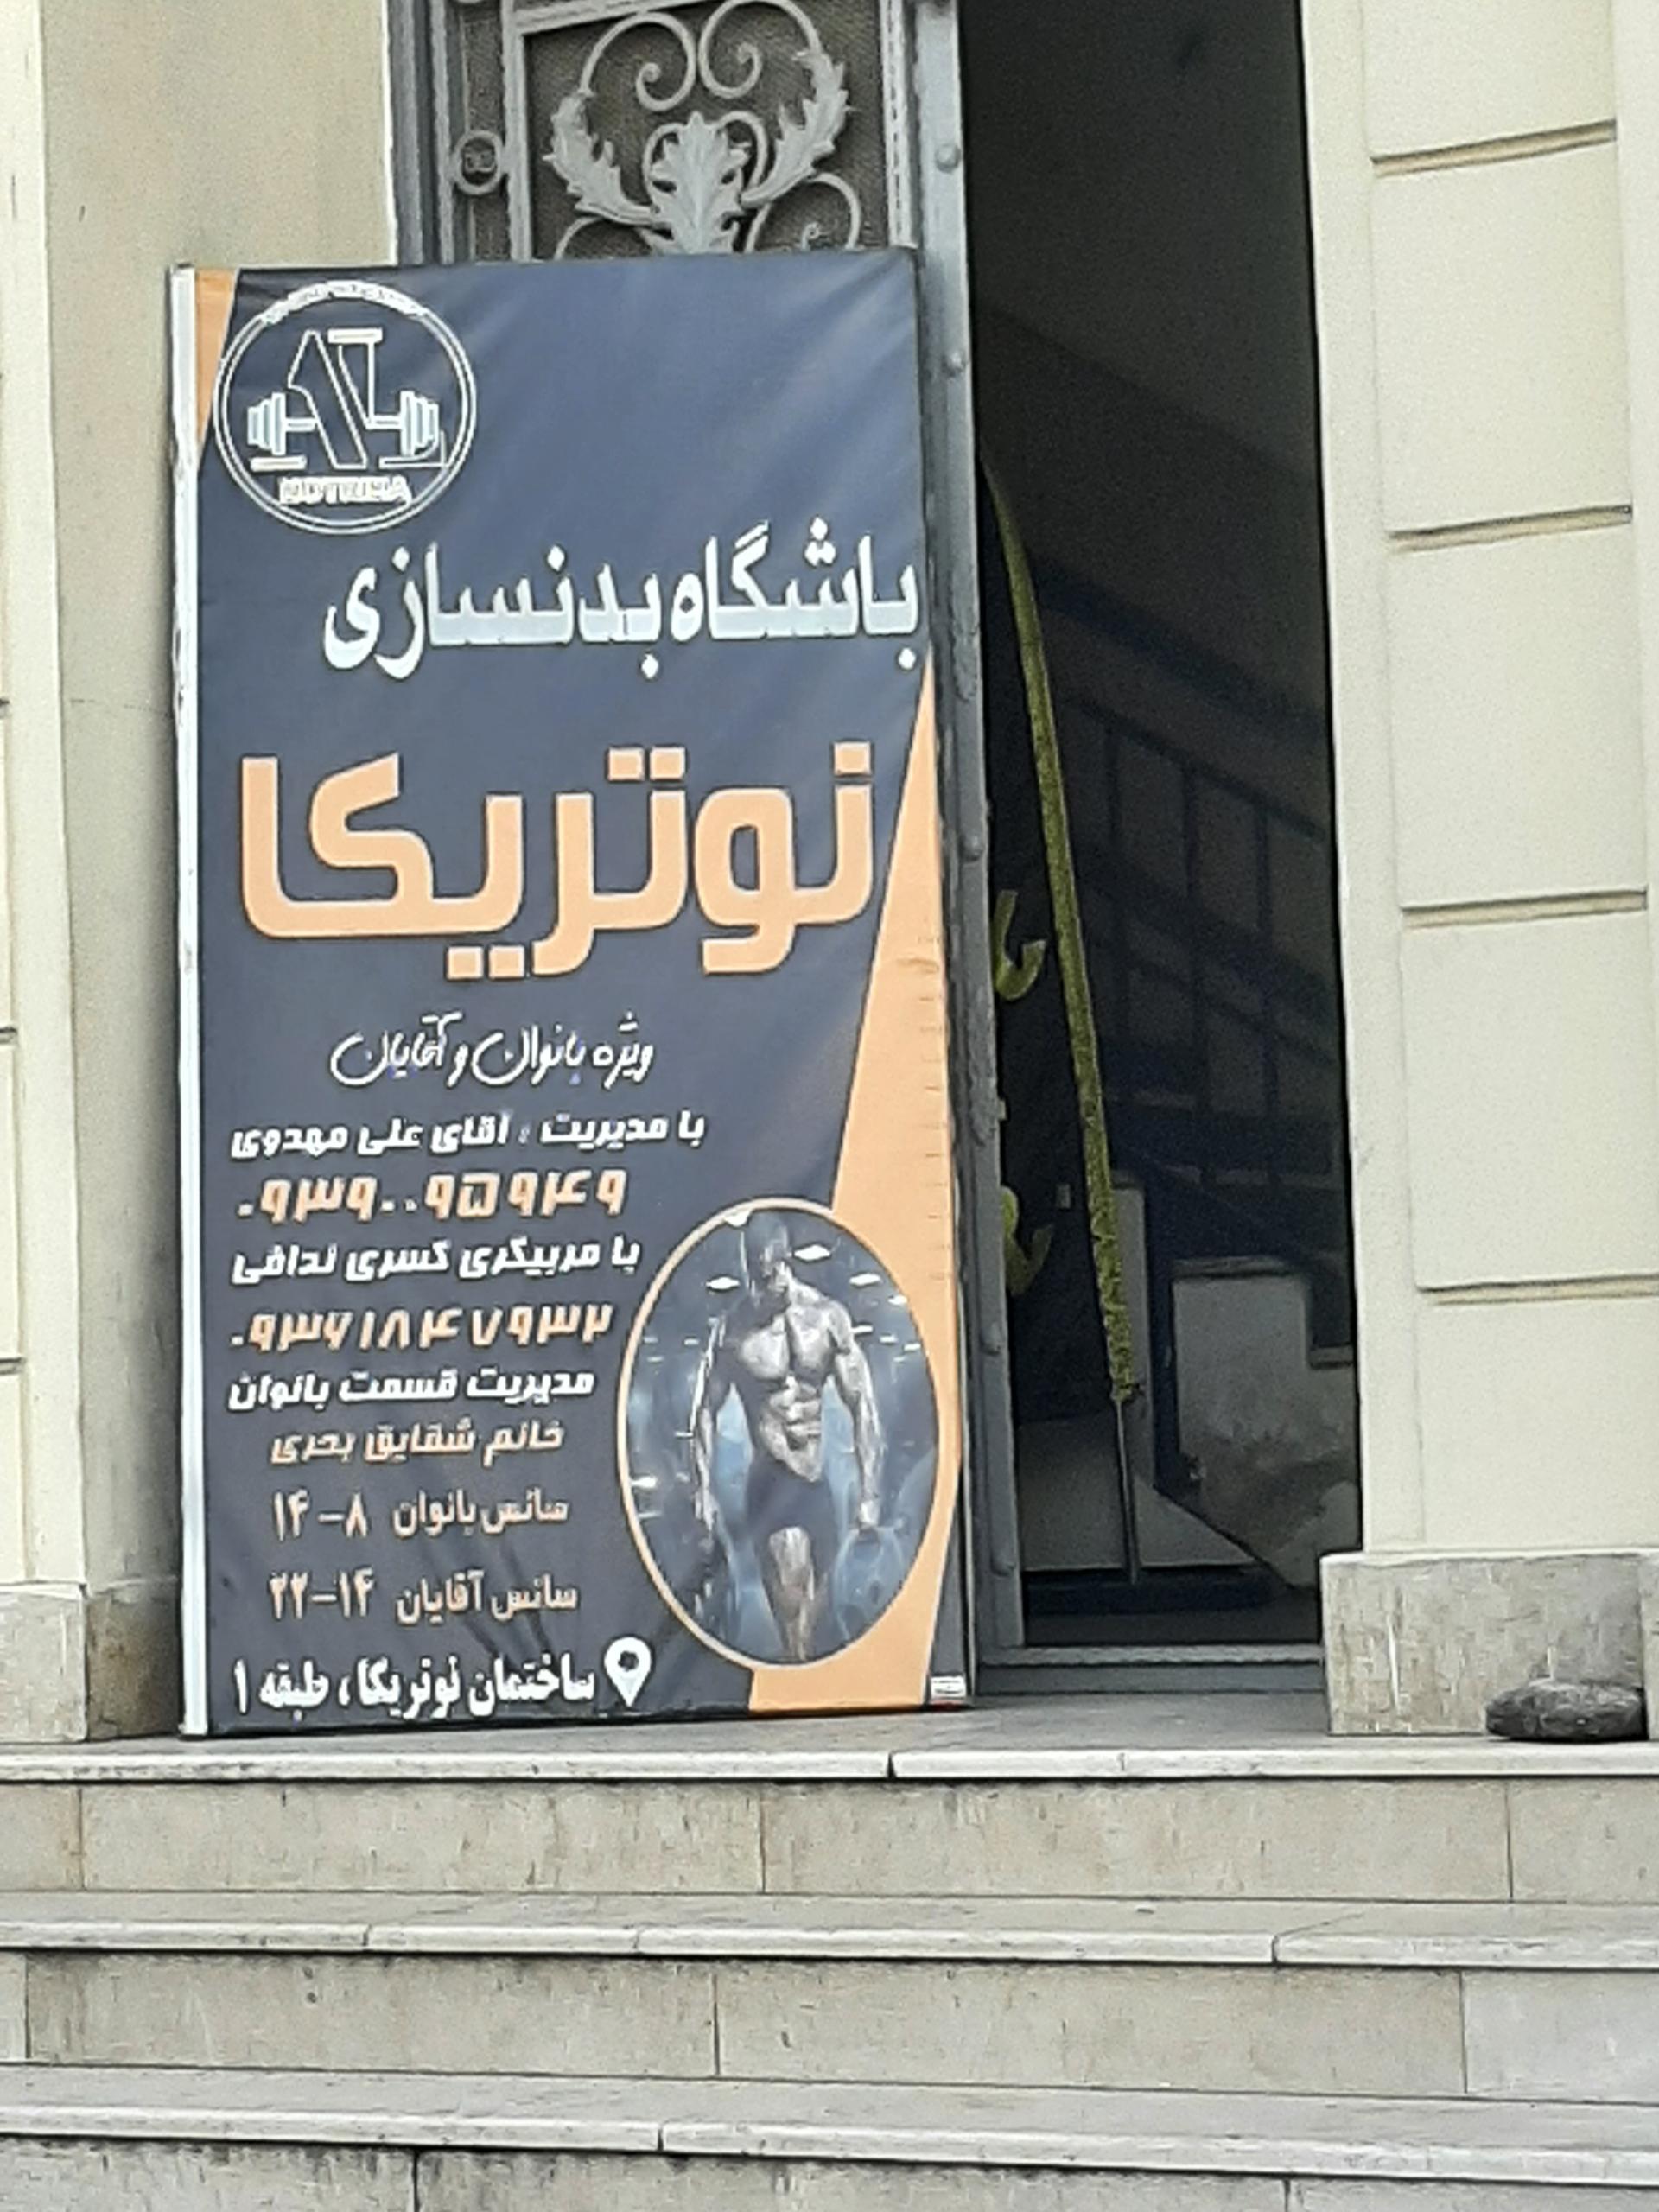 باشگاه بدنسازی
نوتریکا
ویژه بانوان و آقایان
با مدیریت : آقای علی مهدوی
۰۹۳۹۰۰۹۵۹۴۹
با مربیگری کسری ندافی
۰۹۳۶۱۸۴۷۹۳۲
مدیریت قسمت بانوان
خانم شقایق بحری
سانس بانوان ۸-۱۴
سانس آقایان ۱۴-۲۲
ساختمان نوتریکا، طبقه ۱